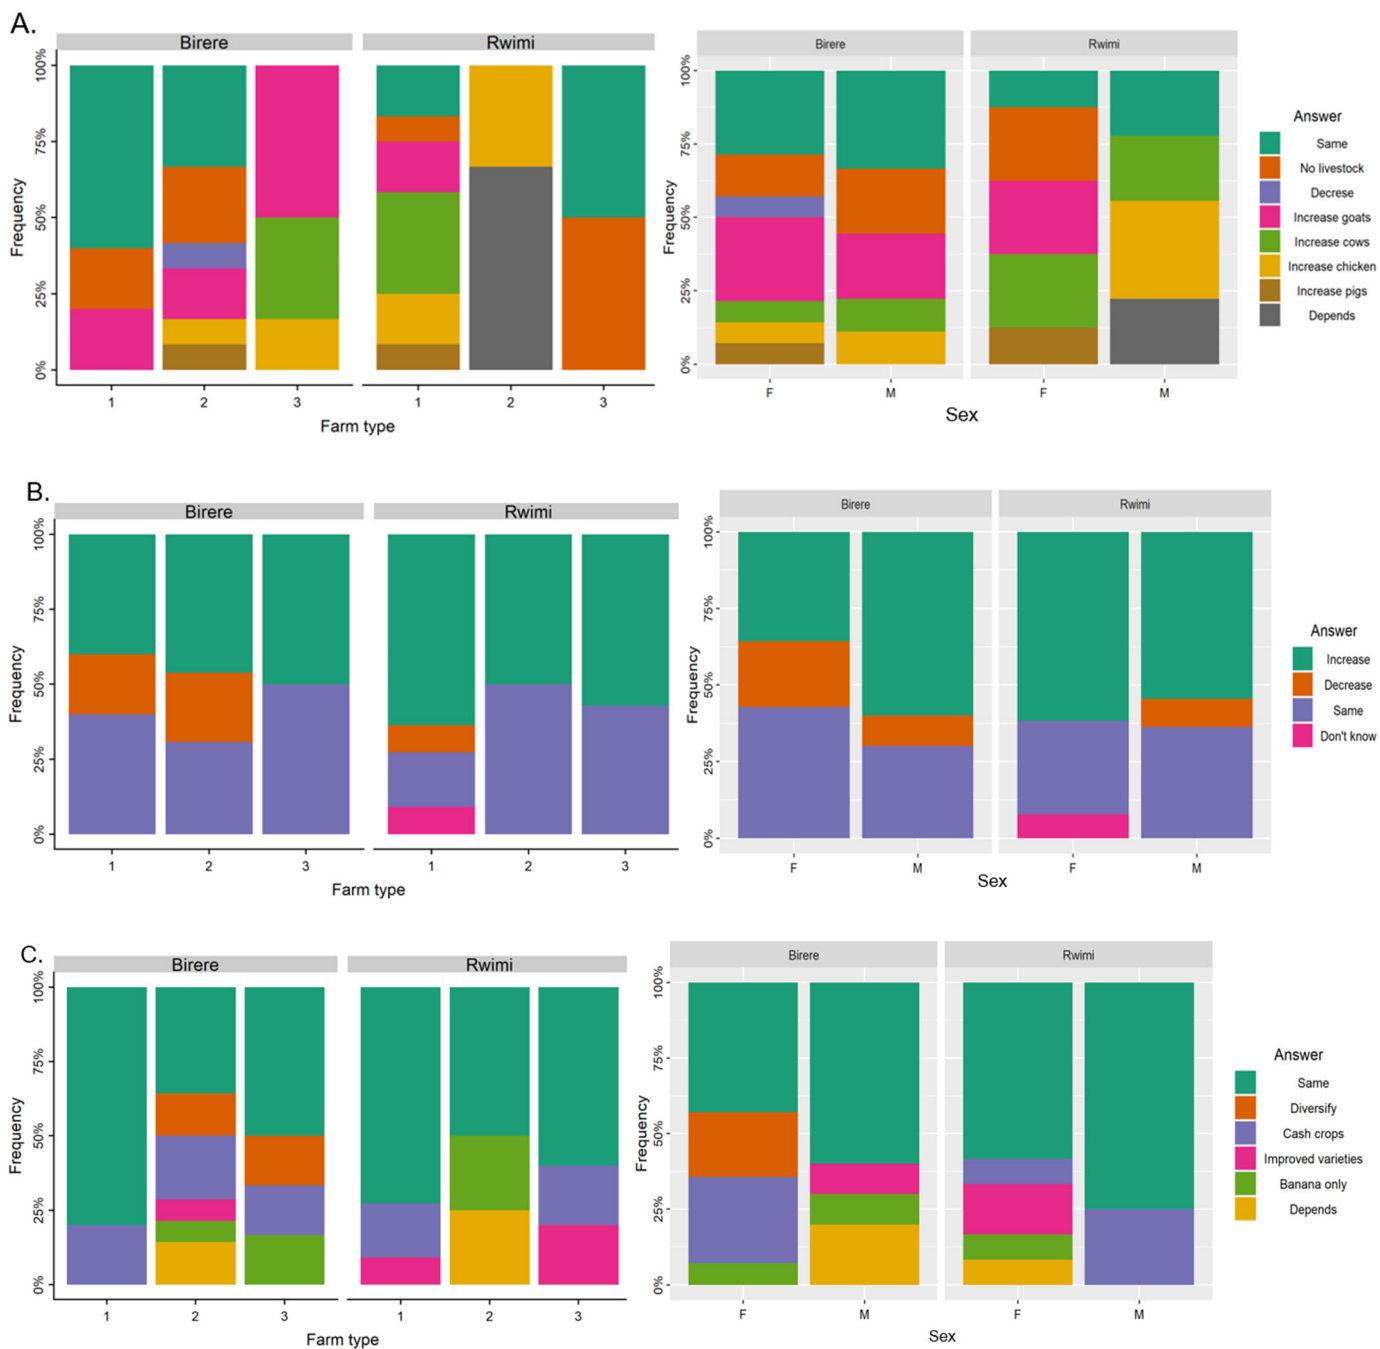 A.
Birere
Rwimi
Frequency
0%
25%
50%
75%
100%
1
2
3
1
2
3
Farm type
Birere
Rwimi
Frequency
0%
25%
50%
75%
100%
F
M
F
M
Sex
Answer
Same
No livestock
Decrese
Increase goats
Increase cows
Increase chicken
Increase pigs
Depends
B.
Birere
Rwimi
Frequency
0%
25%
50%
75%
100%
1
2
3
1
2
3
Farm type
Birere
Rwimi
Frequency
0%
25%
50%
75%
100%
F
M
F
M
Sex
Answer
Increase
Decrease
Same
Don't know
C.
Birere
Rwimi
Frequency
0%
25%
50%
75%
100%
1
2
3
1
2
3
Farm type
Birere
Rwimi
Frequency
0%
25%
50%
75%
100%
F
M
F
M
Sex
Answer
Same
Diversify
Cash crops
Improved varieties
Banana only
Depends